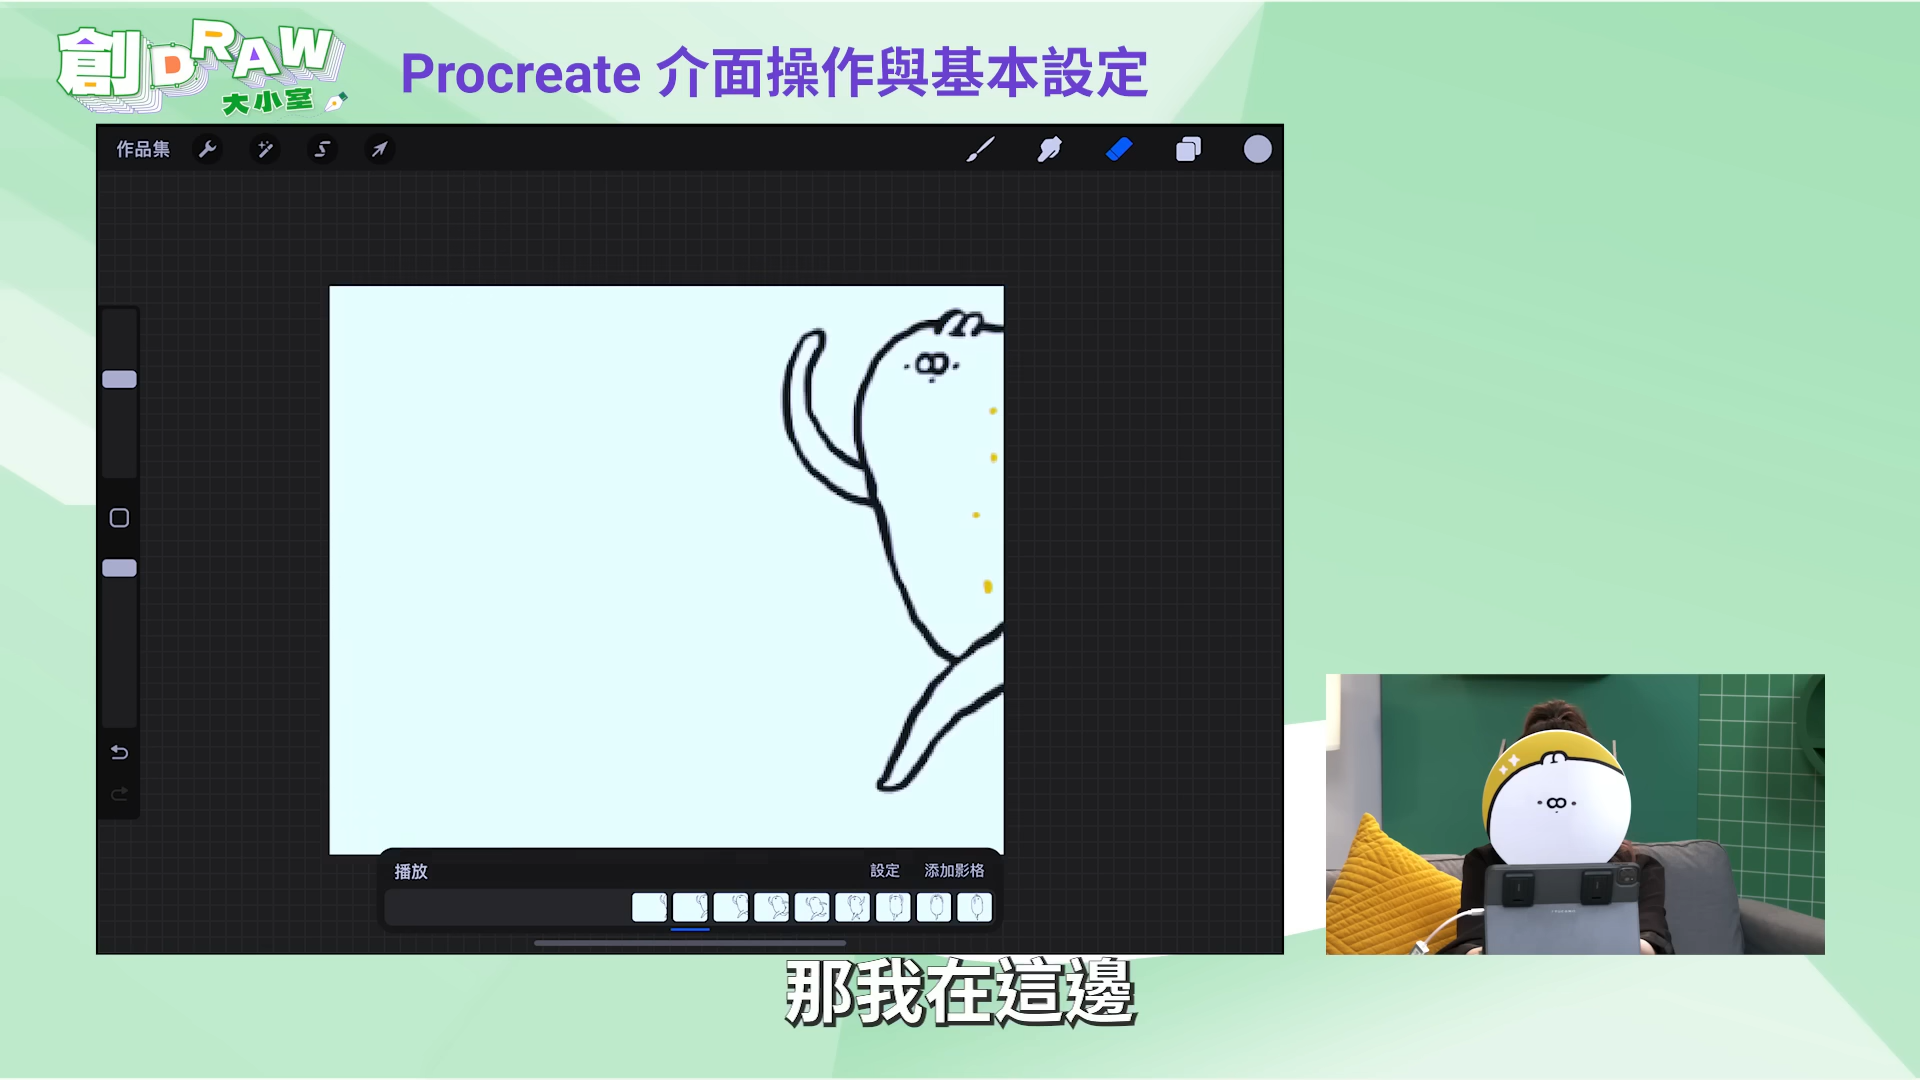 創DRAW
大小室
Procreate 介面操作與基本設定
作品集
播放
設定
添加影格
那我在這邊